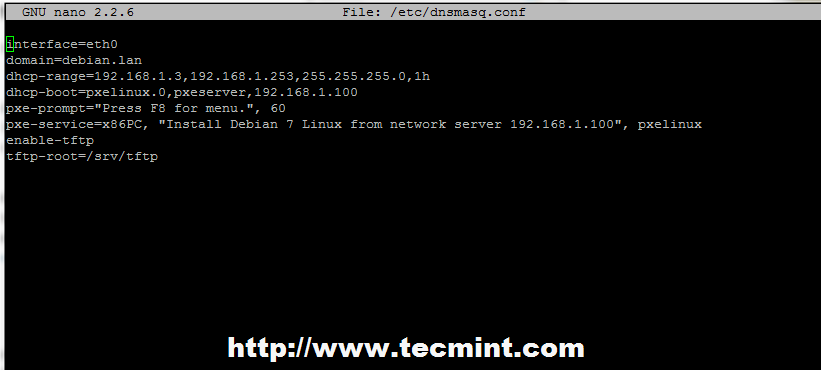 GNU nano 2.2.6 File: /etc/dnsmasq.conf
interface=eth0
domain=debian.lan
dhcp-range=192.168.1.3,192.168.1.253,255.255.255.0,1h
dhcp-boot=pxelinux.0,pxeserver,192.168.1.100
pxe-prompt="Press F8 for menu.", 60
pxe-service=x86PC, "Install Debian 7 Linux from network server 192.168.1.100", pxelinux
enable-tftp
tftp-root=/srv/tftp
http://www.tecmint.com